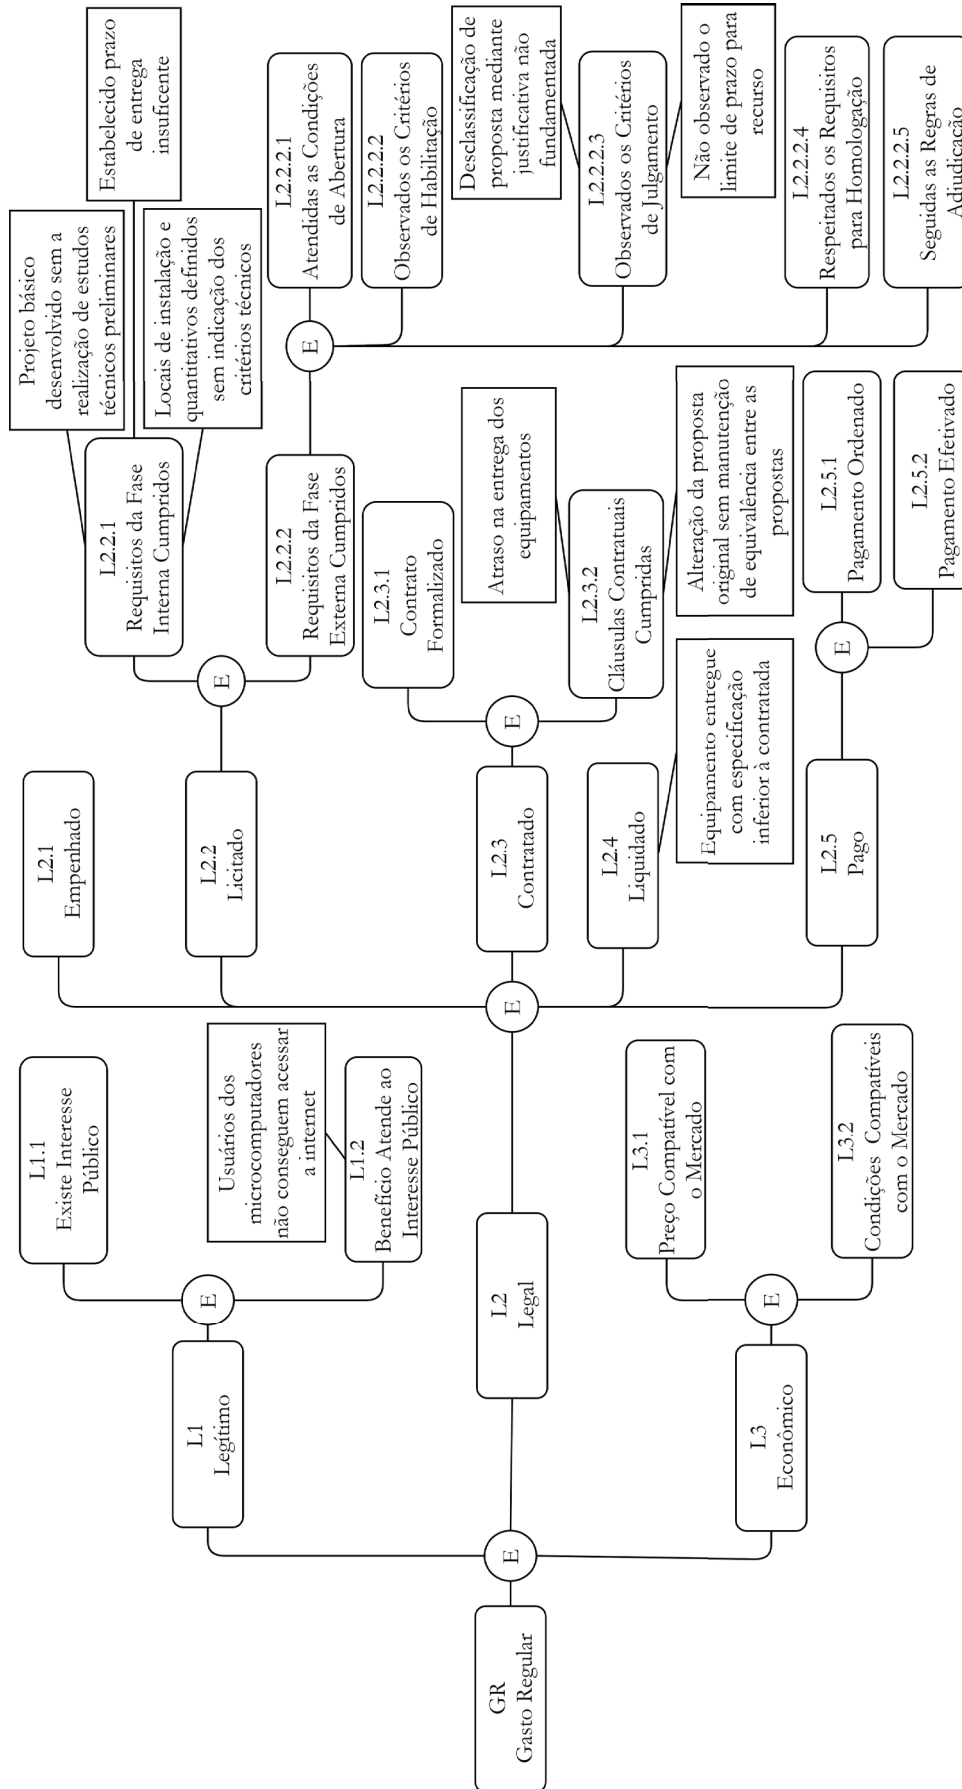 GR
Gasto Regular
E
L1
Legítimo
E
L1.1
Existe Interesse
Público
Usuários dos
microcomputadores
não conseguem acessar
a internet
L1.2
Benefício Atende ao
Interesse Público
L2
Legal
E
L2.1
Empenhado
L2.2
Licitado
E
L2.2.1
Requisitos da Fase
Interna Cumpridos
Projeto básico
desenvolvido sem a
realização de estudos
técnicos preliminares
Estabelecido prazo
de entrega
insuficente
Locais de instalação e
quantitativos definidos
sem indicação dos
critérios técnicos
L2.2.2
Requisitos da Fase
Externa Cumpridos
E
L2.2.2.1
Atendidas as Condições
de Abertura
L2.2.2.2
Observados os Critérios
de Habilitação
Desclassificação de
proposta mediante
justificativa não
fundamentada
L2.2.2.3
Observados os Critérios
de Julgamento
Não observado o
limite de prazo para
recurso
L2.2.2.4
Respeitados os Requisitos
para Homologação
L2.2.2.5
Seguidas as Regras de
Adjudicação
L2.3
Contratado
E
L2.3.1
Contrato
Formalizado
Atraso na entrega dos
equipamentos
L2.3.2
Cláusulas Contratuais
Cumpridas
Alteração da proposta
original sem manutenção
de equivalência entre as
propostas
L2.4
Liquidado
Equipamento entregue
com especificação
inferior à contratada
L2.5
Pago
E
L2.5.1
Pagamento Ordenado
L2.5.2
Pagamento Efetivado
L3
Econômico
E
L3.1
Preço Compatível com
o Mercado
L3.2
Condições Compatíveis
com o Mercado